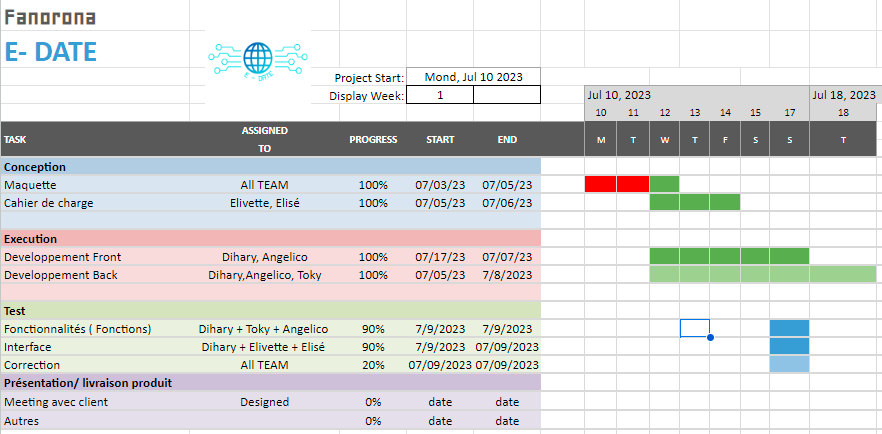 Fanorona
E- DATE
E - DATE
Project Start: Mond, Jul 10 2023
Display Week: 1
Jul 10, 2023 Jul 18, 2023
10 11 12 13 14 15 17 18
TASK ASSIGNED TO PROGRESS START END M T W T F S S T
Conception
Maquette All TEAM 100% 07/03/23 07/05/23
Cahier de charge Elivette, Elisé 100% 07/05/23 07/06/23
Execution
Developpement Front Dihary, Angelico 100% 07/17/23 07/07/23
Developpement Back Dihary,Angelico, Toky 100% 07/05/23 7/8/2023
Test
Fonctionnalités ( Fonctions) Dihary + Toky + Angelico 90% 7/9/2023 7/9/2023
Interface Dihary + Elivette + Elisé 90% 7/9/2023 07/09/2023
Correction All TEAM 20% 07/09/2023 07/09/2023
Présentation/ livraison produit
Meeting avec client Designed 0% date date
Autres 0% date date